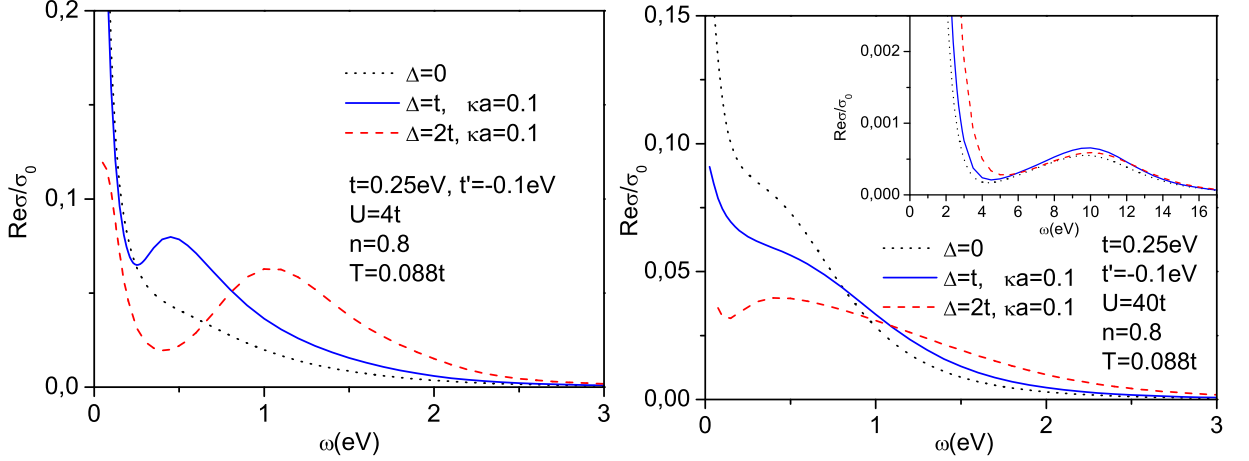 0,2
0,1
0,0
Reσ/σ₀
Δ=0
Δ=t, κa=0.1
Δ=2t, κa=0.1
t=0.25eV, t'=-0.1eV
U=4t
n=0.8
T=0.088t
0 1 2 3
ω(eV)
0,15
0,10
0,05
0,00
Reσ/σ₀
0,002
0,001
0,000
Reσ/σ₀
0 2 4 6 8 10 12 14 16
ω(eV)
Δ=0
Δ=t, κa=0.1
Δ=2t, κa=0.1
t=0.25eV
t'=-0.1eV
U=40t
n=0.8
T=0.088t
0 1 2 3
ω(eV)